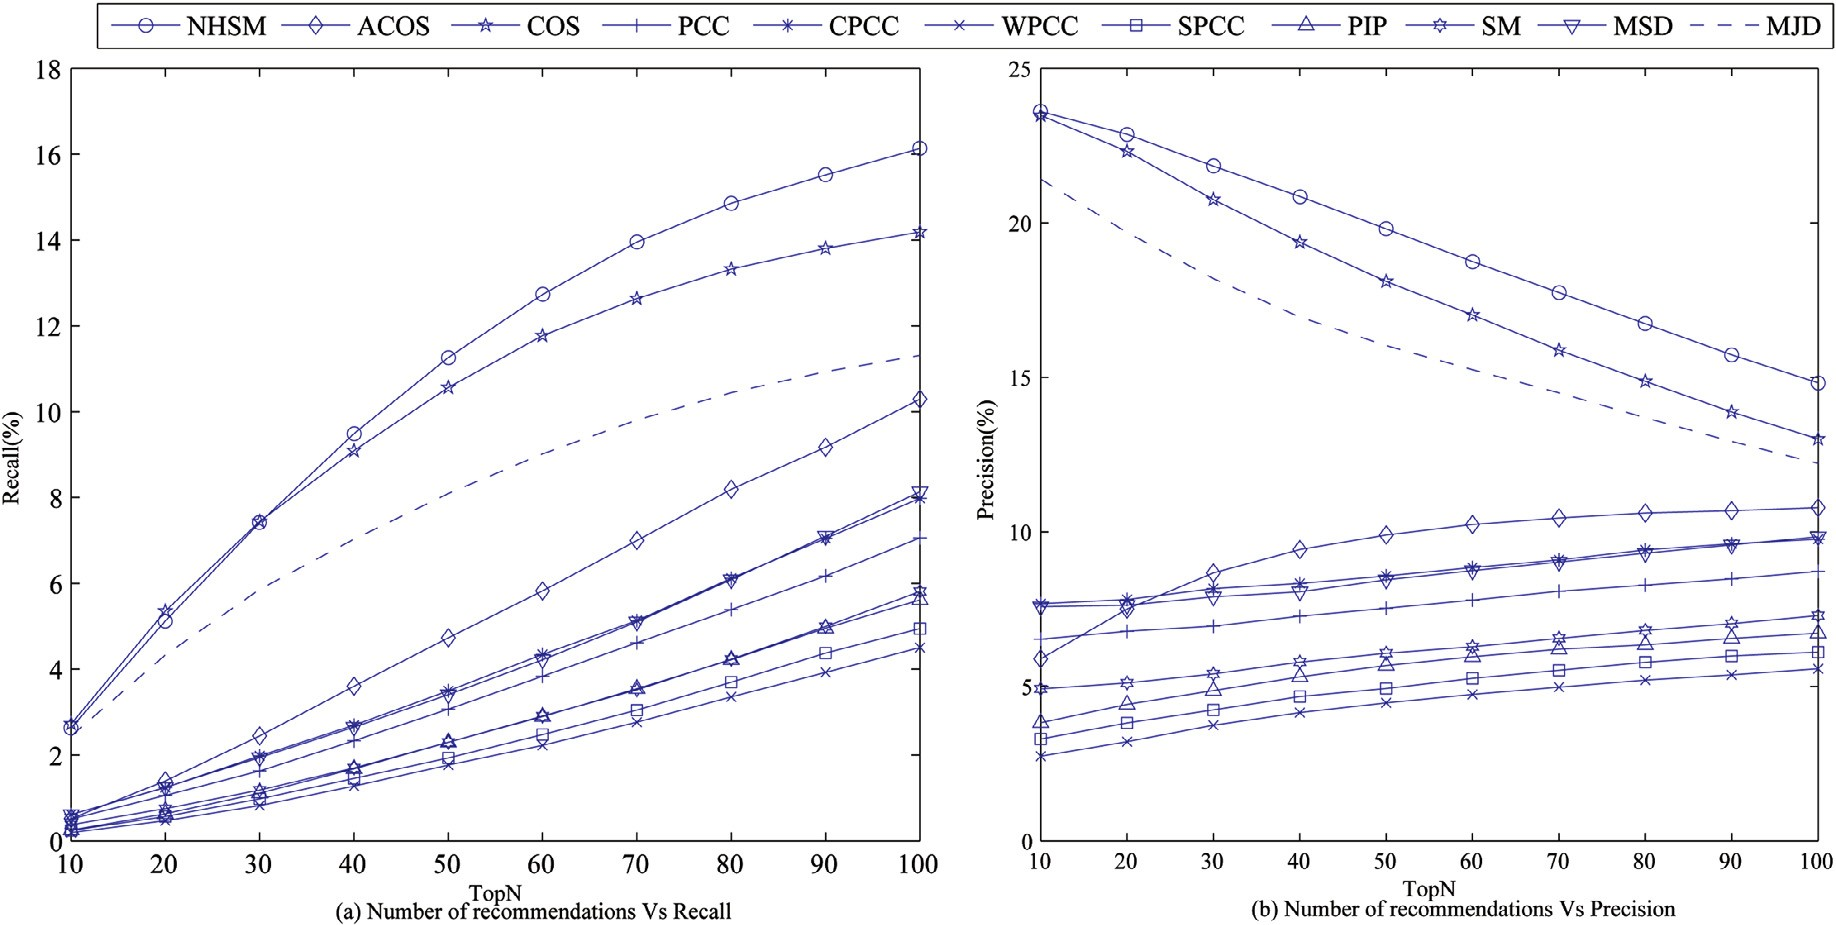 NHSM ACOS COS PCC CPCC WPCC SPCC PIP SM MSD MJD
18
16
14
12
10
8
6
4
2
0
Recall(%)
10 20 30 40 50 60 70 80 90 100
TopN
(a) Number of recommendations Vs Recall
25
20
15
10
5
0
Precision(%)
10 20 30 40 50 60 70 80 90 100
TopN
(b) Number of recommendations Vs Precision